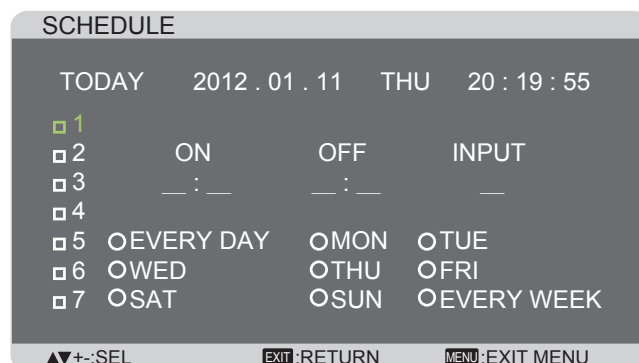 SCHEDULE
TODAY 2012 . 01 . 11 THU 20 : 19 : 55
1
2 ON OFF INPUT
3 __ : __ __ : __ __
4
5 EVERY DAY MON TUE
6 WED THU FRI
7 SAT SUN EVERY WEEK
▲▼+-:SEL EXIT:RETURN MENU:EXIT MENU